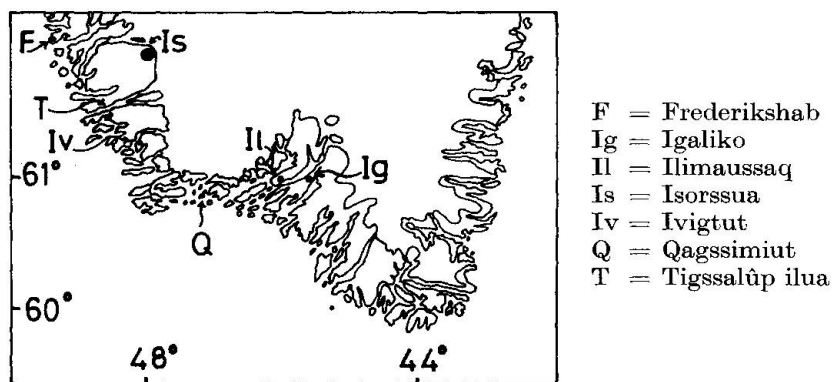 F
Is
T
Iv
Il
61°
Ig
Q
60°
48°
44°
F = Frederikshab
Ig = Igaliko
Il = Ilimaussaq
Is = Isorssua
Iv = Ivigtut
Q = Qagssimiut
T = Tigssalûp ilua